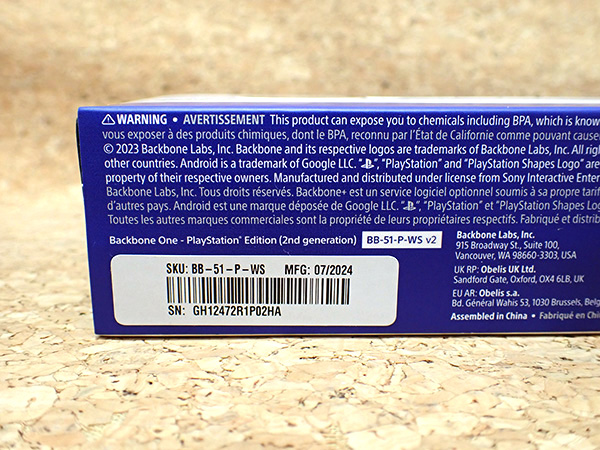 ⚠WARNING • AVERTISSEMENT This product can expose you to chemicals including BPA, which is know
vous exposer à des produits chimiques, dont le BPA, reconnu par l'État de Californie comme pouvant cause
© 2023 Backbone Labs, Inc. Backbone and its respective logos are trademarks of Backbone Labs, Inc. All righ
other countries. Android is a trademark of Google LLC. " ", "PlayStation" and "PlayStation Shapes Logo" are
property of their respective owners. Manufactured and distributed under license from Sony Interactive Enter
Backbone Labs, Inc. Tous droits réservés. Backbone+ est un service logiciel optionnel soumis à sa propre tarif
d'autres pays. Android est une marque déposée de Google LLC. " ", "PlayStation" et "PlayStation Shapes Log
Toutes les autres marques commerciales sont la propriété de leurs propriétaires respectifs. Fabriqué et distrib
Backbone One - PlayStation® Edition (2nd generation) BB-51-P-WS v2
SKU: BB-51-P-WS MFG: 07/2024
SN: GH12472R1P02HA
Backbone Labs, Inc.
915 Broadway St., Suite 100,
Vancouver, WA 98660-3303, USA
UK RP: Obelis UK Ltd.
Sandford Gate, Oxford, OX4 6LB, UK
EU AR: Obelis s.a.
Bd. Général Wahis 53, 1030 Brussels, Belg
Assembled in China • Fabriqué en Chi